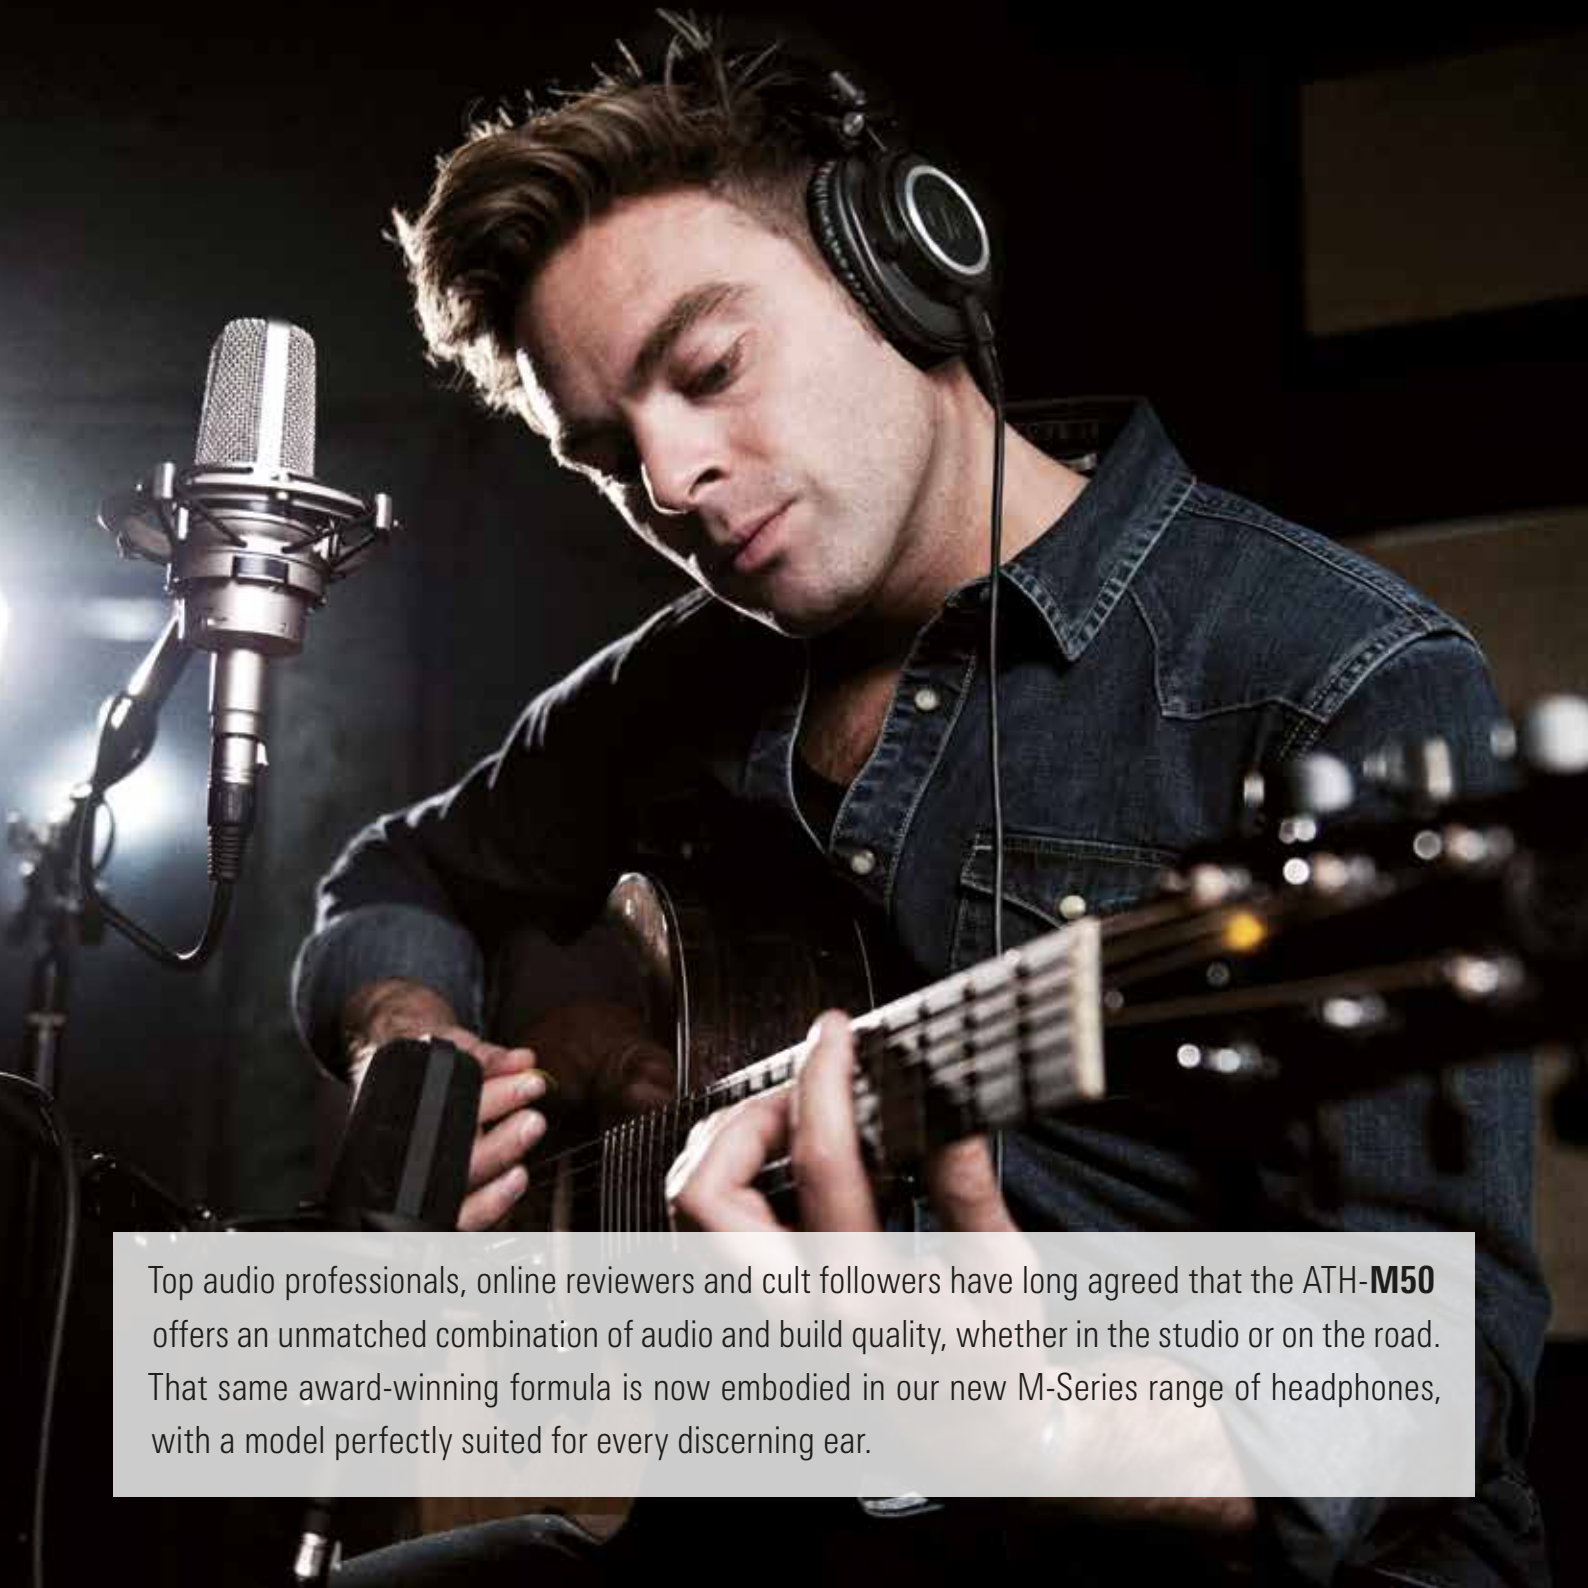 Top audio professionals, online reviewers and cult followers have long agreed that the ATH-M50
offers an unmatched combination of audio and build quality, whether in the studio or on the road.
That same award-winning formula is now embodied in our new M-Series range of headphones,
with a model perfectly suited for every discerning ear.